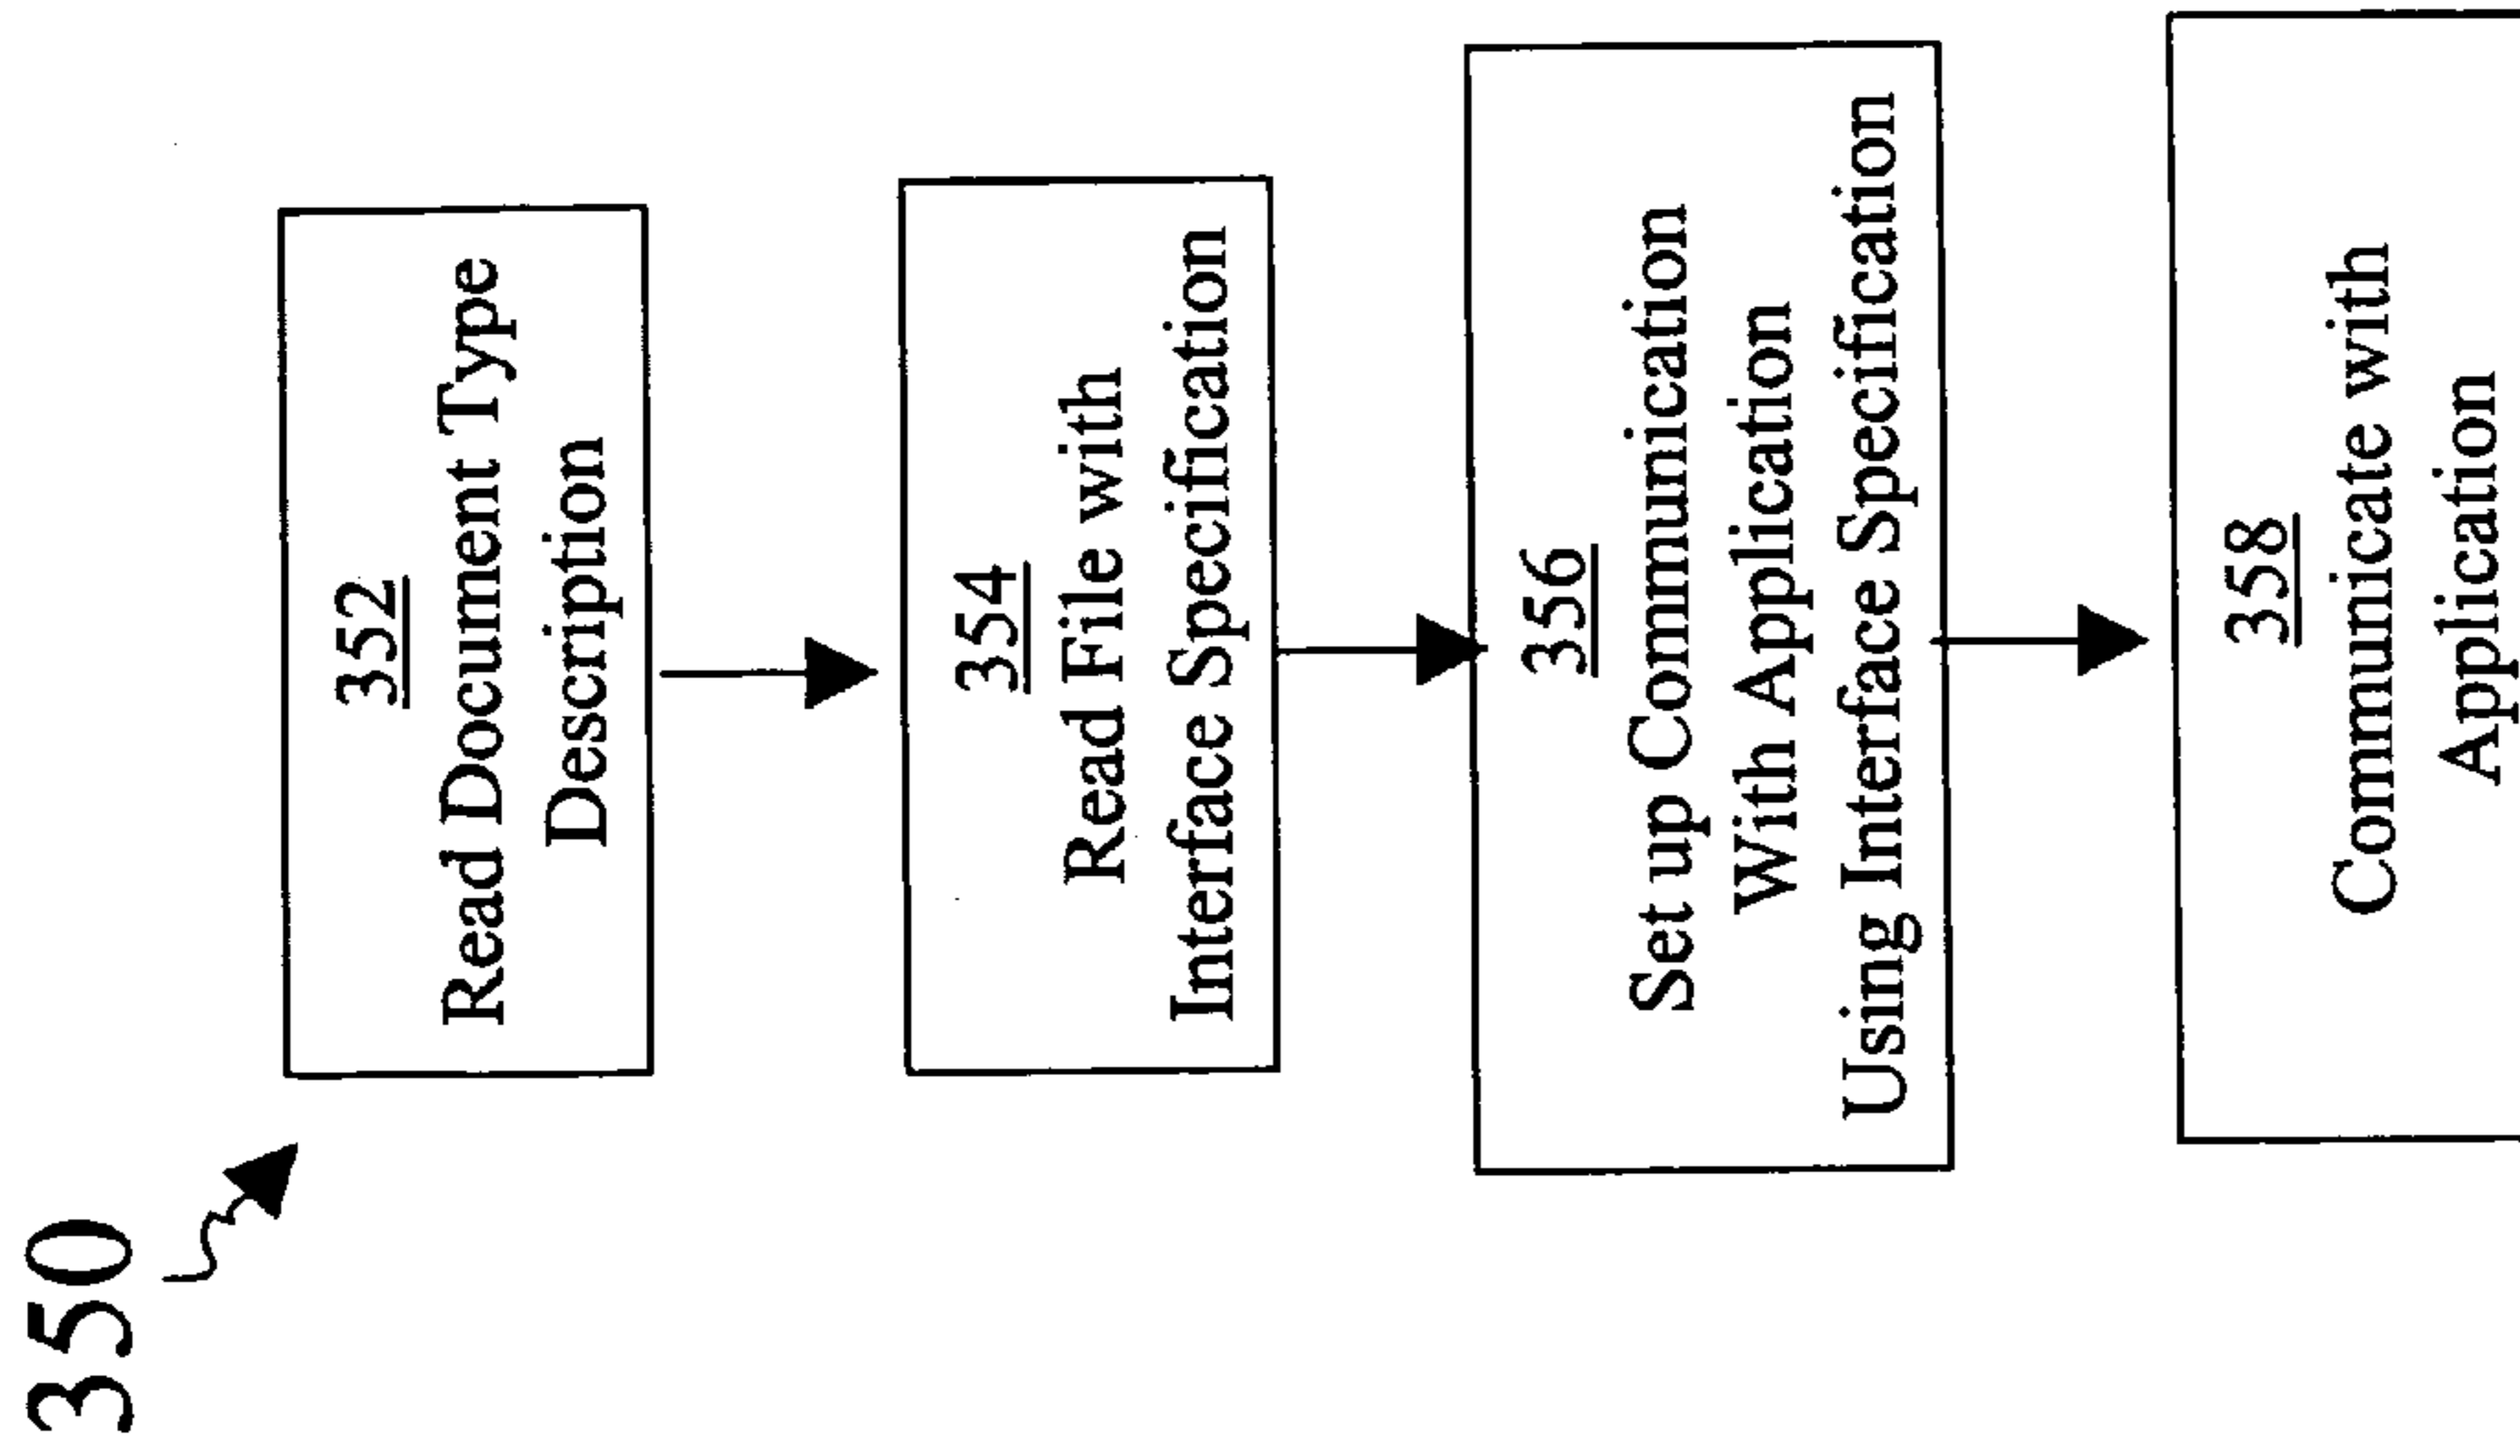 350
352
Read Document Type
Description
354
Read File with
Interface Specification
356
Set up Communication
With Application
Using Interface Specification
358
Communicate with
Application